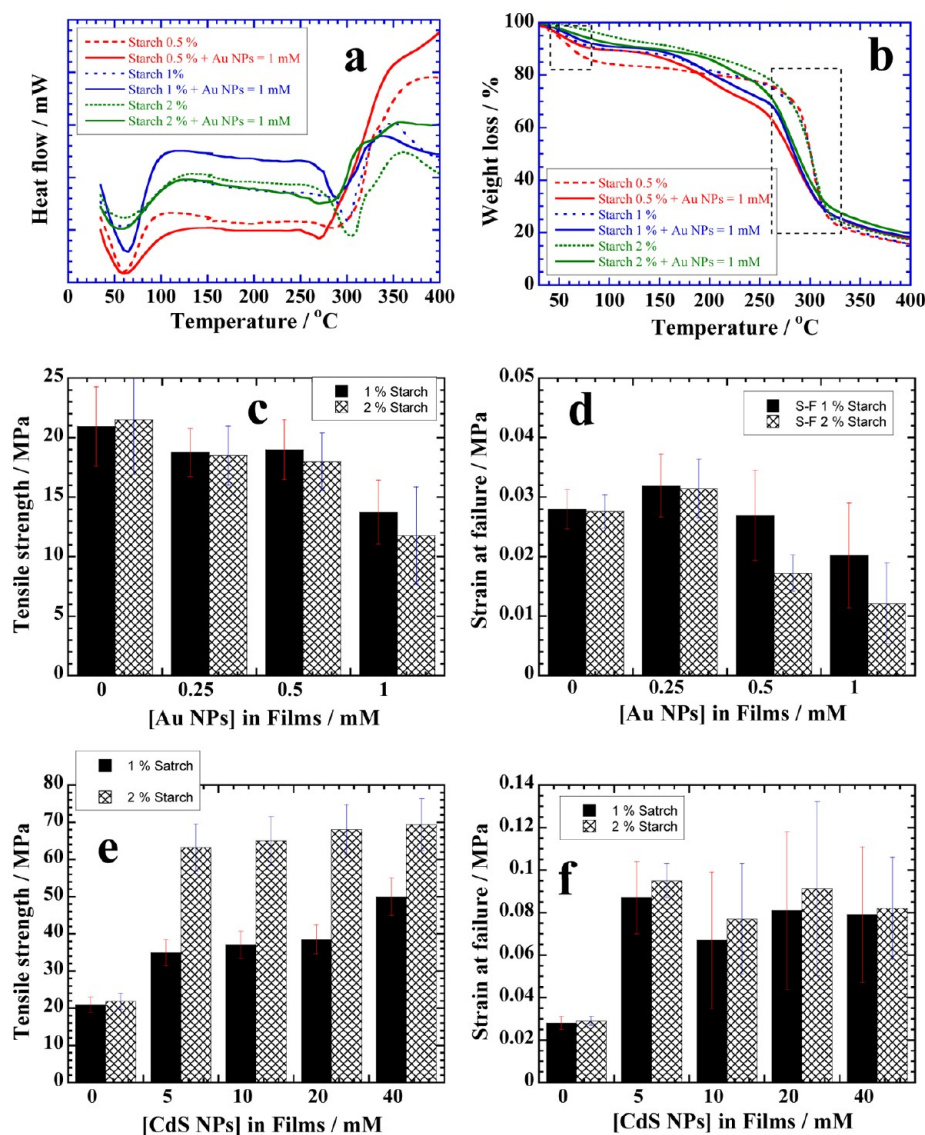 a
Starch 0.5 %
Starch 0.5 % + Au NPs = 1 mM
Starch 1%
Starch 1 % + Au NPs = 1 mM
Starch 2 %
Starch 2 % + Au NPs = 1 mM
Heat flow / mW
0 50 100 150 200 250 300 350 400
Temperature / °C
b
100
80
60
40
20
0
Starch 0.5 %
Starch 0.5 % + Au NPs = 1 mM
Starch 1 %
Starch 1 % + Au NPs = 1 mM
Starch 2 %
Starch 2 % + Au NPs = 1 mM
Weight loss / %
50 100 150 200 250 300 350 400
Temperature / °C
c
1 % Starch
2 % Starch
25
20
15
10
5
0
Tensile strength / MPa
0 0.25 0.5 1
[Au NPs] in Films / mM
d
S-F 1 % Starch
S-F 2 % Starch
0.05
0.04
0.03
0.02
0.01
0
Strain at failure / MPa
0 0.25 0.5 1
[Au NPs] in Films / mM
e
1 % Satrch
2 % Starch
80
70
60
50
40
30
20
10
0
Tensile strength / MPa
0 5 10 20 40
[CdS NPs] in Films / mM
f
1 % Satrch
2 % Starch
0.14
0.12
0.1
0.08
0.06
0.04
0.02
0
Strain at failure / MPa
0 5 10 20 40
[CdS NPs] in Films / mM